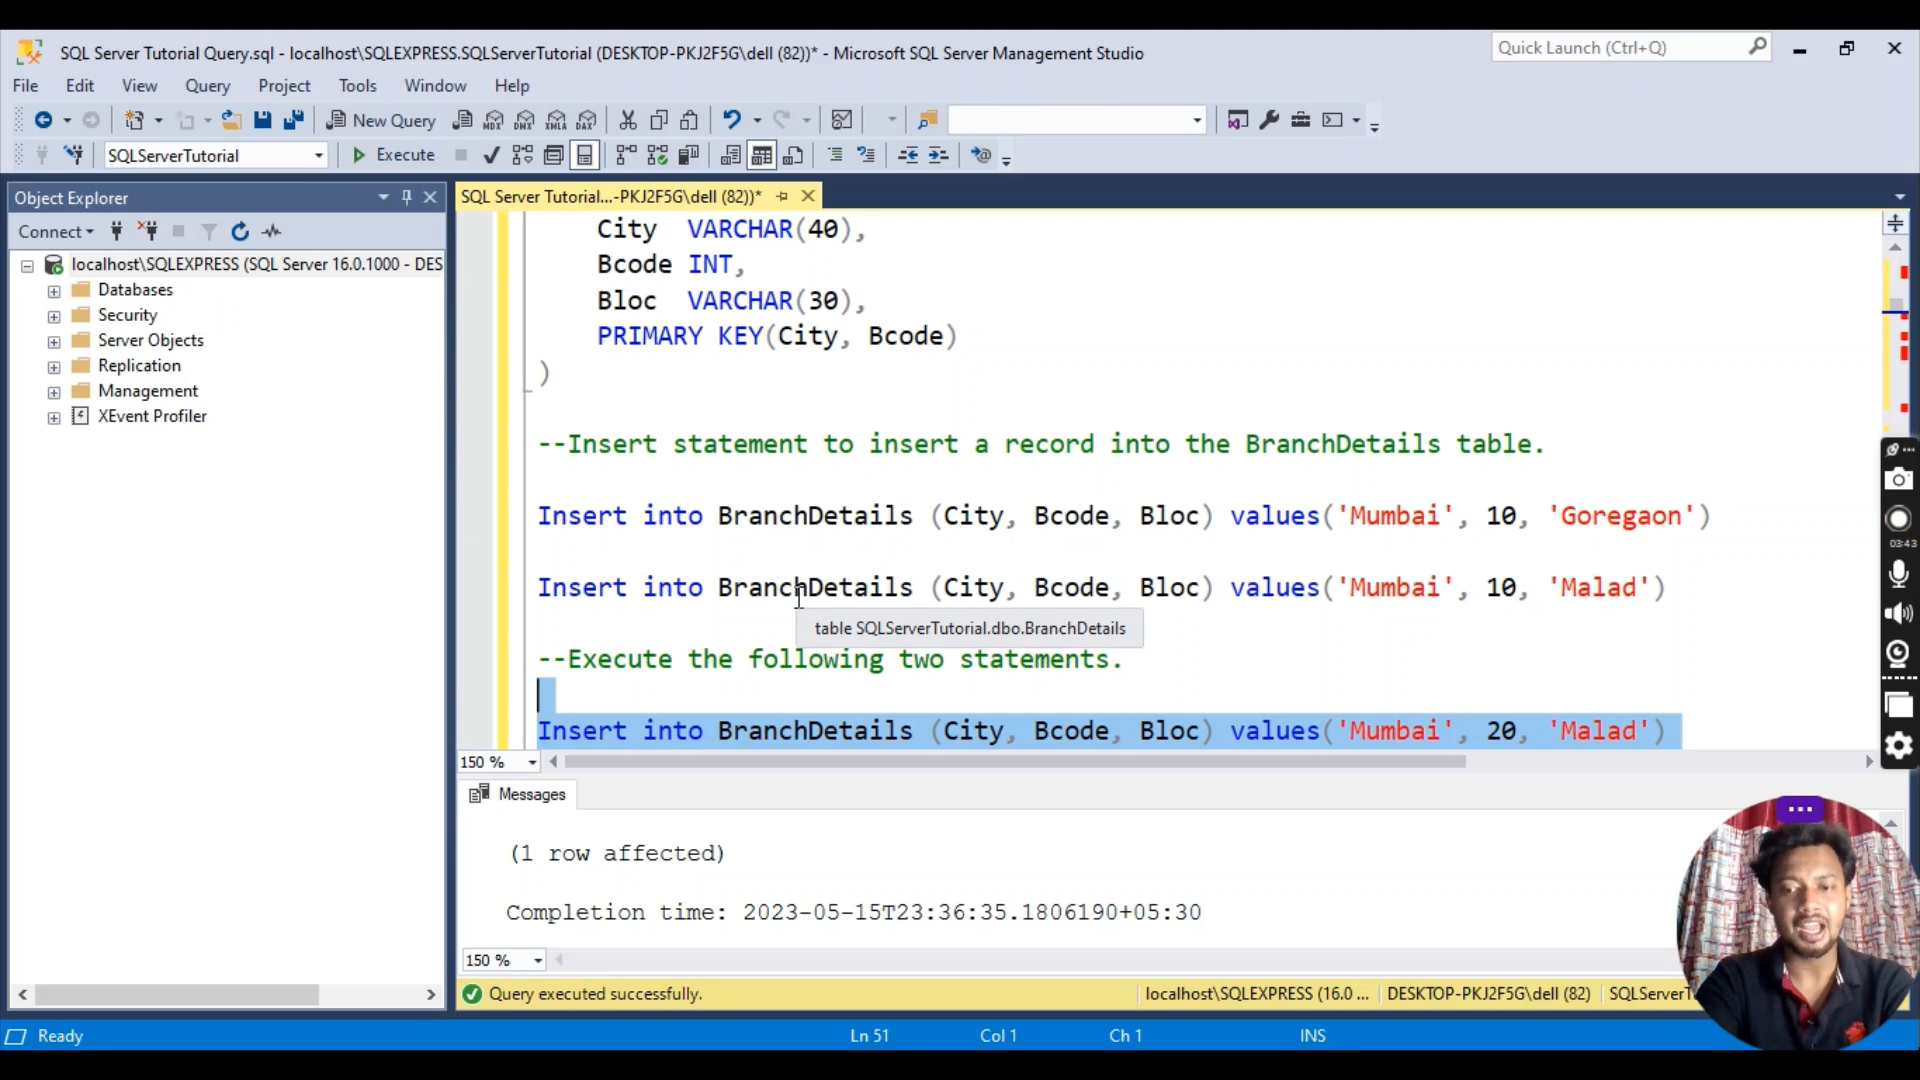 SQL Server Tutorial Query.sql - localhost\SQLEXPRESS.SQLServerTutorial (DESKTOP-PKJ2F5G\dell (82))* - Microsoft SQL Server Management Studio
Quick Launch (Ctrl+Q)
File Edit View Query Project Tools Window Help
New Query
MDX DMX XMLA DAX
SQLServerTutorial
Execute
Object Explorer
SQL Server Tutorial...-PKJ2F5G\dell (82))*
Connect
localhost\SQLEXPRESS (SQL Server 16.0.1000 - DES
Databases
Security
Server Objects
Replication
Management
XEvent Profiler
City VARCHAR(40),
Bcode INT,
Bloc VARCHAR(30),
PRIMARY KEY(City, Bcode)
)
--Insert statement to insert a record into the BranchDetails table.
Insert into BranchDetails (City, Bcode, Bloc) values('Mumbai', 10, 'Goregaon')
Insert into BranchDetails (City, Bcode, Bloc) values('Mumbai', 10, 'Malad')
table SQLServerTutorial.dbo.BranchDetails
--Execute the following two statements.
Insert into BranchDetails (City, Bcode, Bloc) values('Mumbai', 20, 'Malad')
03:43
150 %
Messages
(1 row affected)
Completion time: 2023-05-15T23:36:35.1806190+05:30
150 %
Query executed successfully.
localhost\SQLEXPRESS (16.0 ...
DESKTOP-PKJ2F5G\dell (82)
SQLServerT
Ready
Ln 51
Col 1
Ch 1
INS